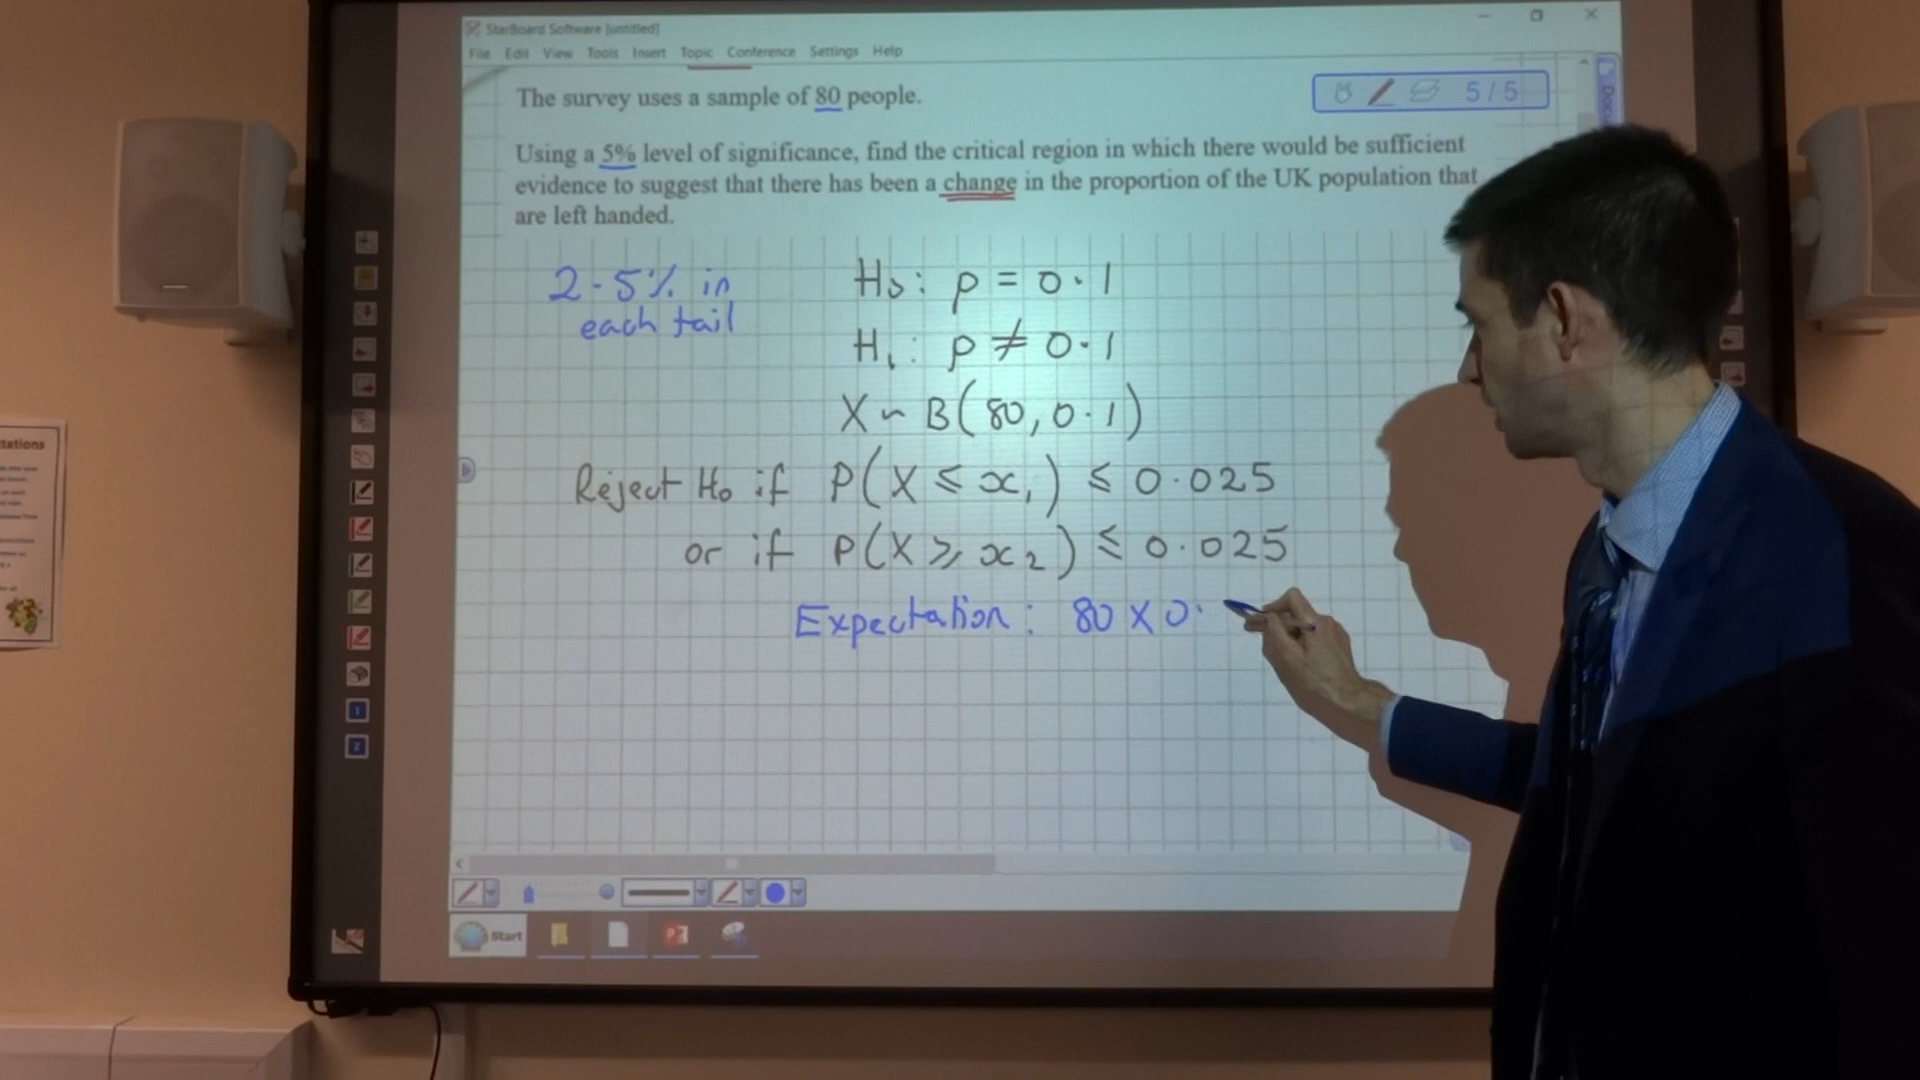 StarBoard Software [untitled]
File Edit View Tools Insert Topic Conference Settings Help
The survey uses a sample of 80 people.
5/5
Using a 5% level of significance, find the critical region in which there would be sufficient
evidence to suggest that there has been a change in the proportion of the UK population that
are left handed.
2.5% in
each tail
H₀: p = 0.1
H₁: p ≠ 0.1
X ~ B(80, 0.1)
Reject H₀ if P(X ≤ x₁) ≤ 0.025
or if P(X ≥ x₂) ≤ 0.025
Expectation: 80 × 0.
1
2
Start